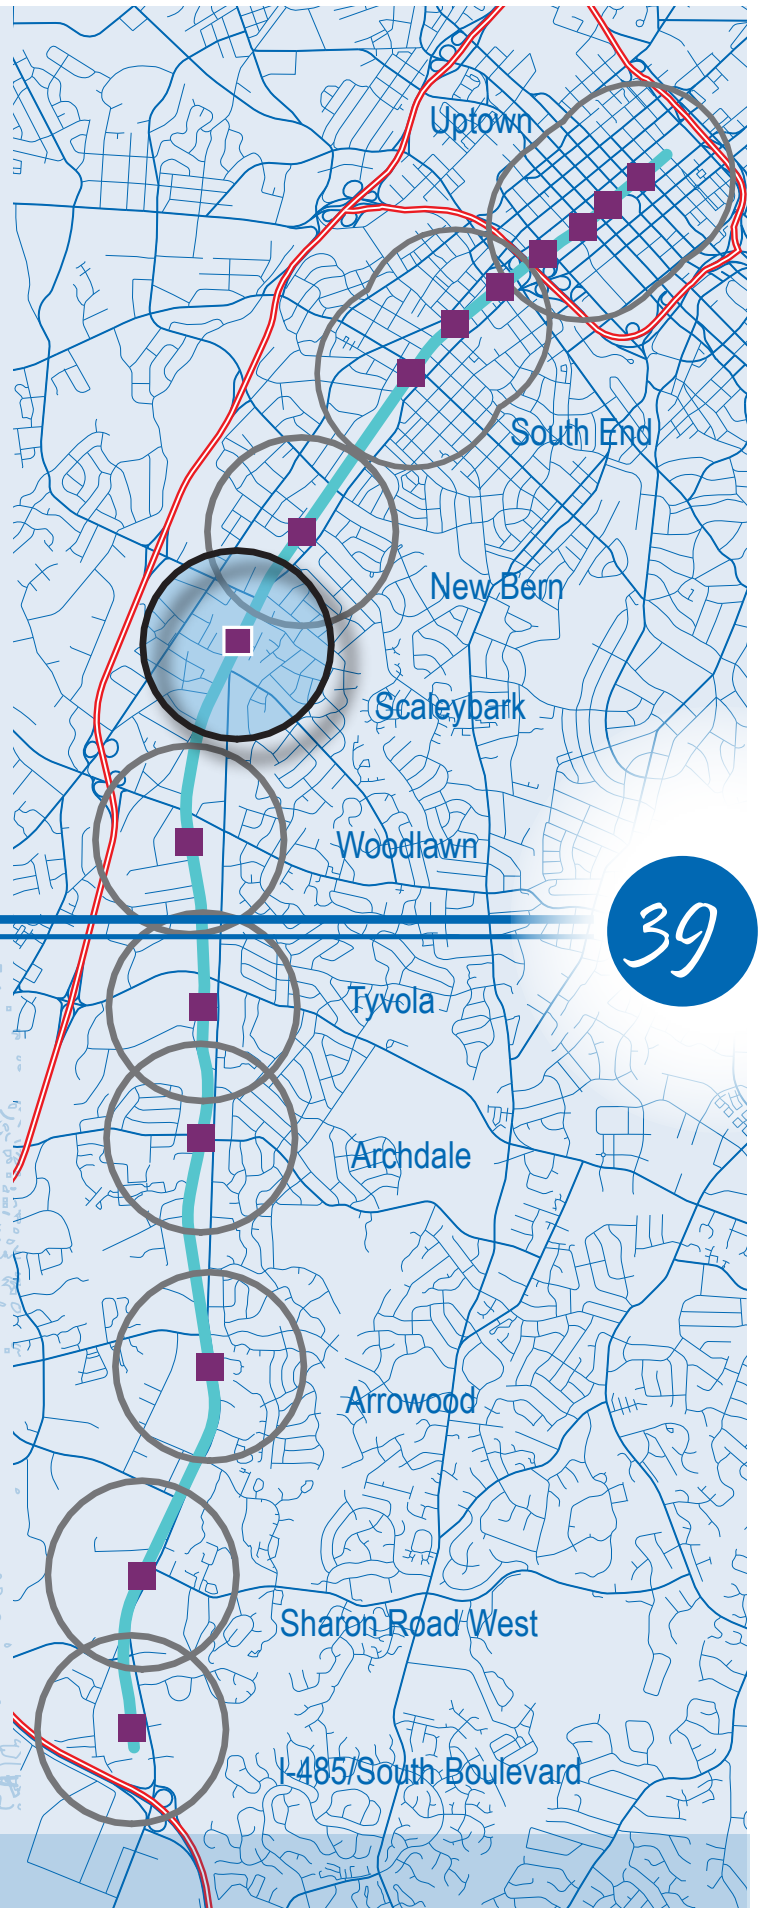 Uptown
South End
New Bern
Scaleybark
Woodlawn
39
Tyvola
Archdale
Arrowood
Sharon Road West
I-485/South Boulevard